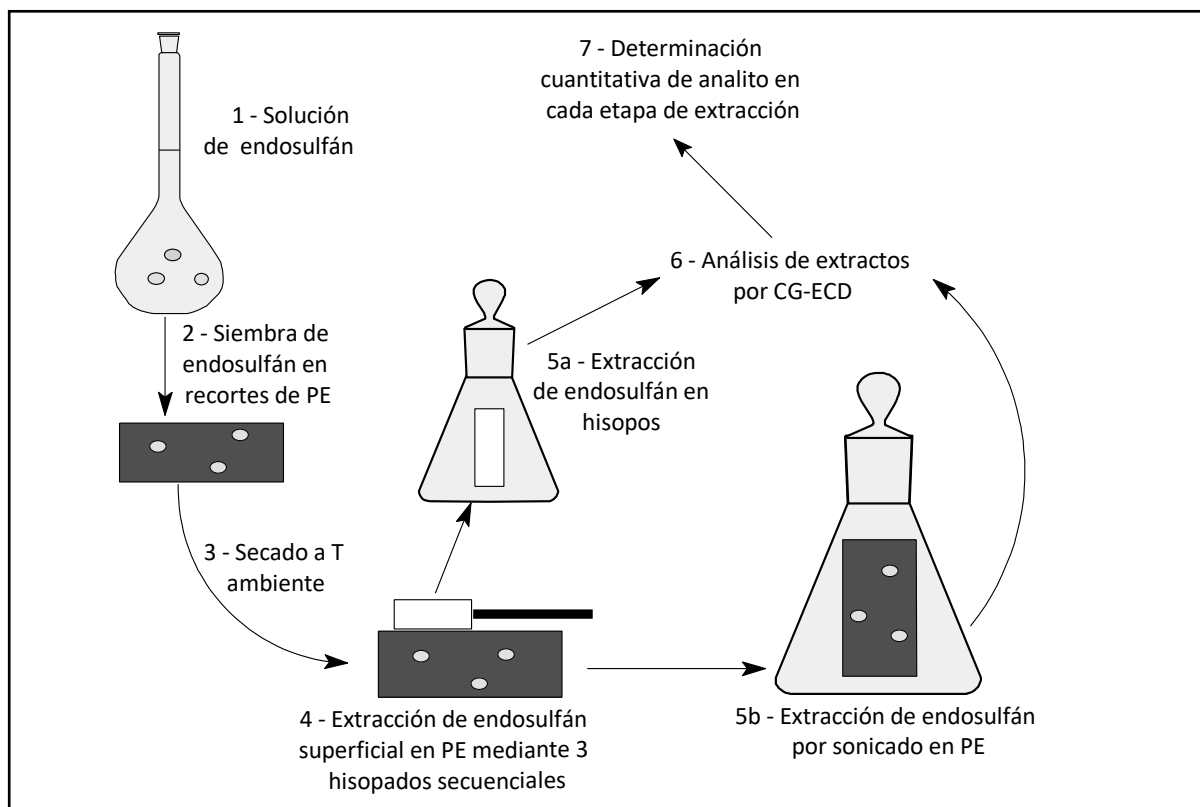 1 - Solución
de endosulfán
2 - Siembra de
endosulfán en
recortes de PE
3 - Secado a T
ambiente
4 - Extracción de endosulfán
superficial en PE mediante 3
hisopados secuenciales
5a - Extracción
de endosulfán en
hisopos
5b - Extracción de endosulfán
por sonicado en PE
6 - Análisis de extractos
por CG-ECD
7 - Determinación
cuantitativa de analito en
cada etapa de extracción